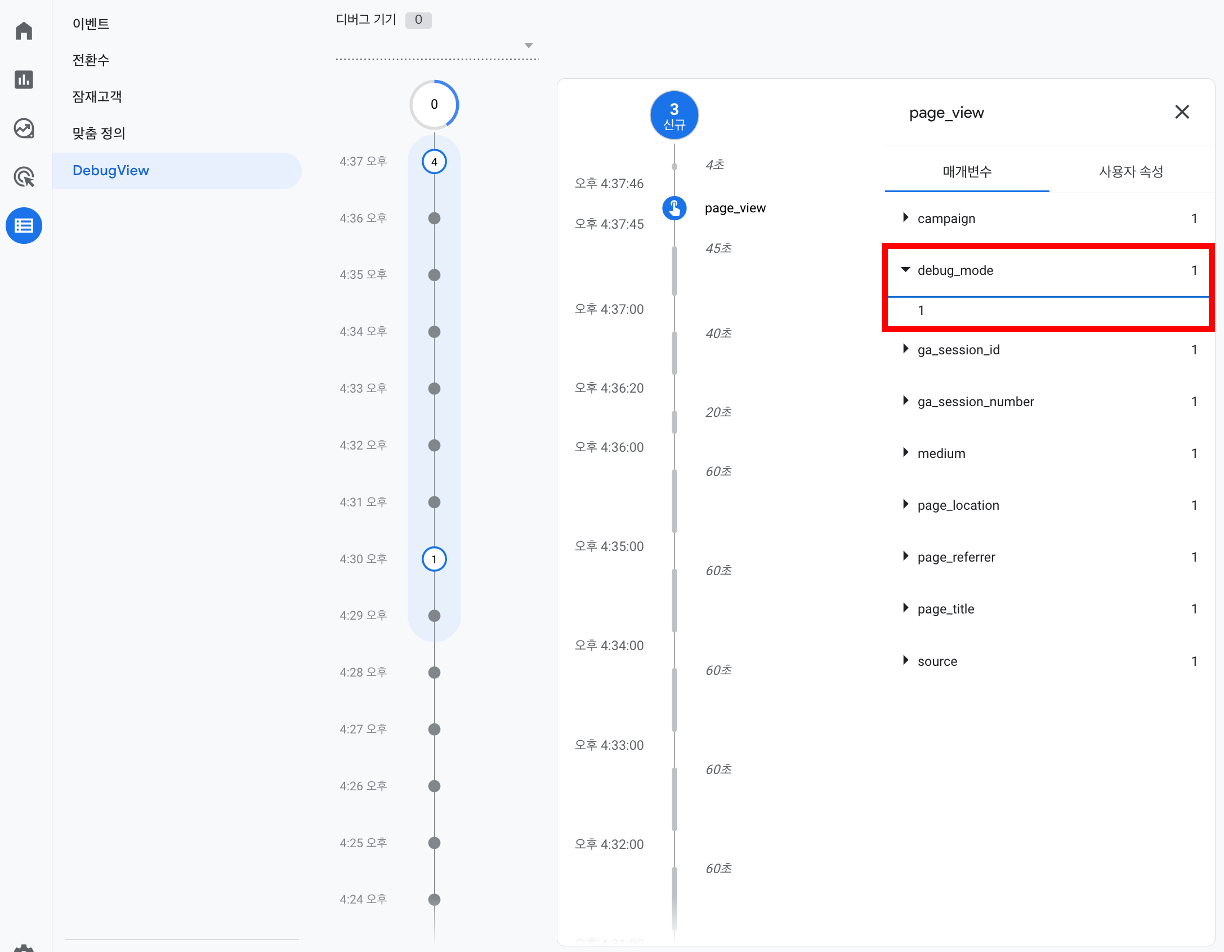 이벤트
전환수
잠재고객
맞춤 정의
DebugView
디버그 기기 0
0
4:37 오후 4
4:36 오후
4:35 오후
4:34 오후
4:33 오후
4:32 오후
4:31 오후
4:30 오후 1
4:29 오후
4:28 오후
4:27 오후
4:26 오후
4:25 오후
4:24 오후
3
신규
4초
오후 4:37:46
page_view
오후 4:37:45
45초
오후 4:37:00
40초
오후 4:36:20
20초
오후 4:36:00
60초
오후 4:35:00
60초
오후 4:34:00
60초
오후 4:33:00
60초
오후 4:32:00
60초
page_view
매개변수 사용자 속성
campaign 1
debug_mode 1
1
ga_session_id 1
ga_session_number 1
medium 1
page_location 1
page_referrer 1
page_title 1
source 1